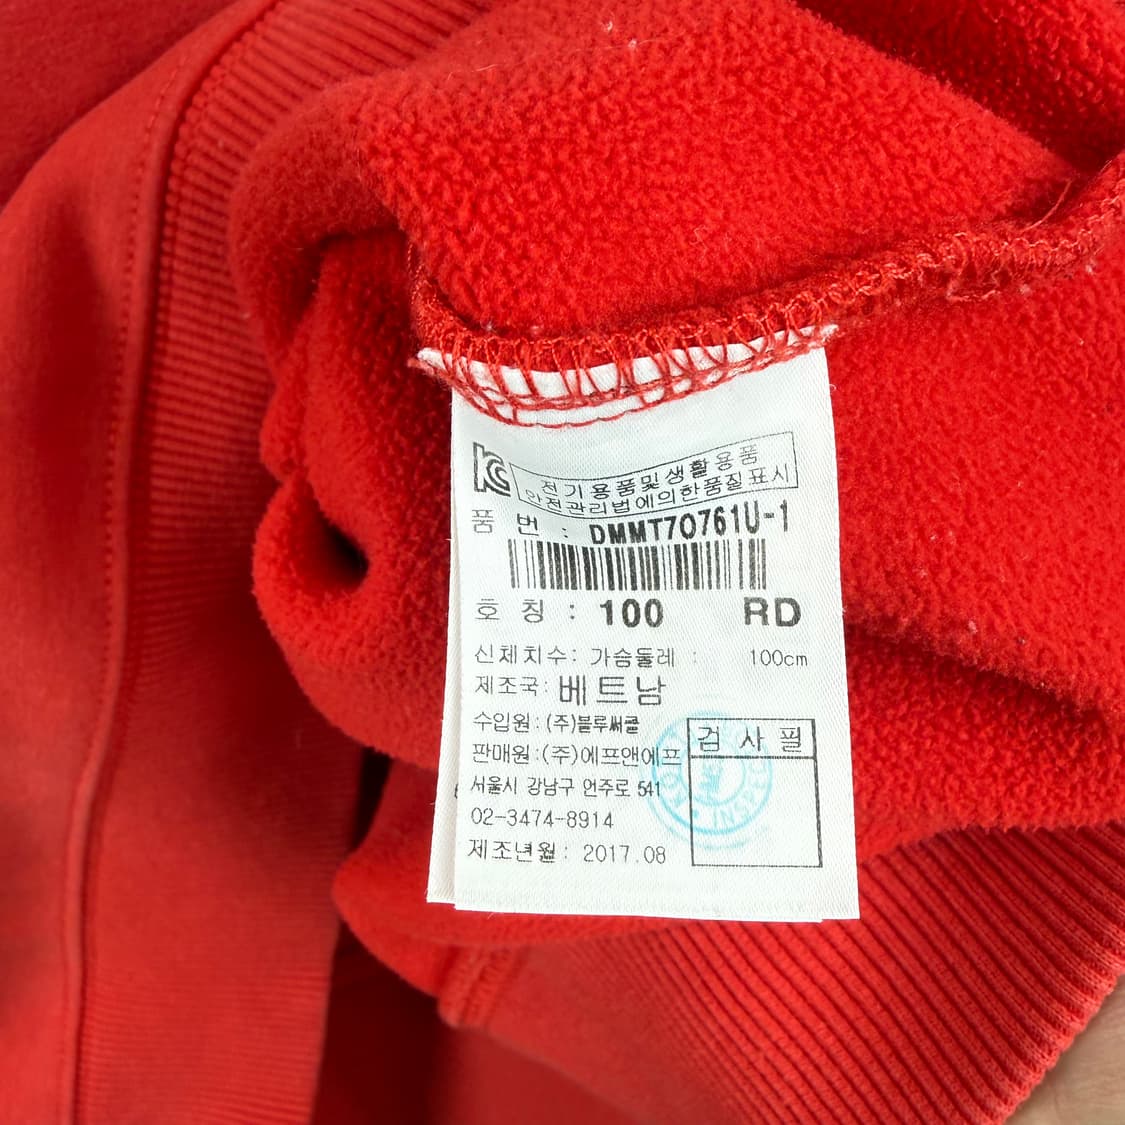 KC 전기용품및생활용품
안전관리법에의한품질표시
품 번 : DMMT70761U-1
호 칭 : 100 RD
신체치수: 가슴둘레 : 100cm
제조국: 베트남
수입원:(주)블루써클
판매원:(주)에프앤에프
서울시 강남구 언주로 541
02-3474-8914
제조년월: 2017.08
검 사 필
INSPEC